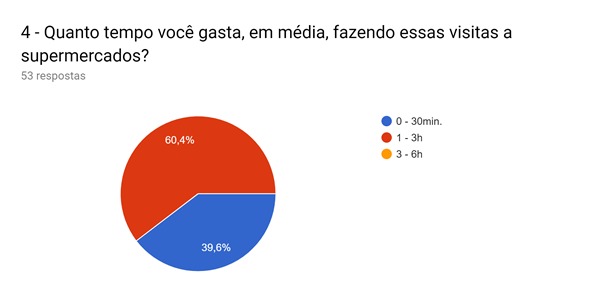 4 - Quanto tempo você gasta, em média, fazendo essas visitas a
supermercados?
53 respostas
60,4%
39,6%
0 - 30min.
1 - 3h
3 - 6h